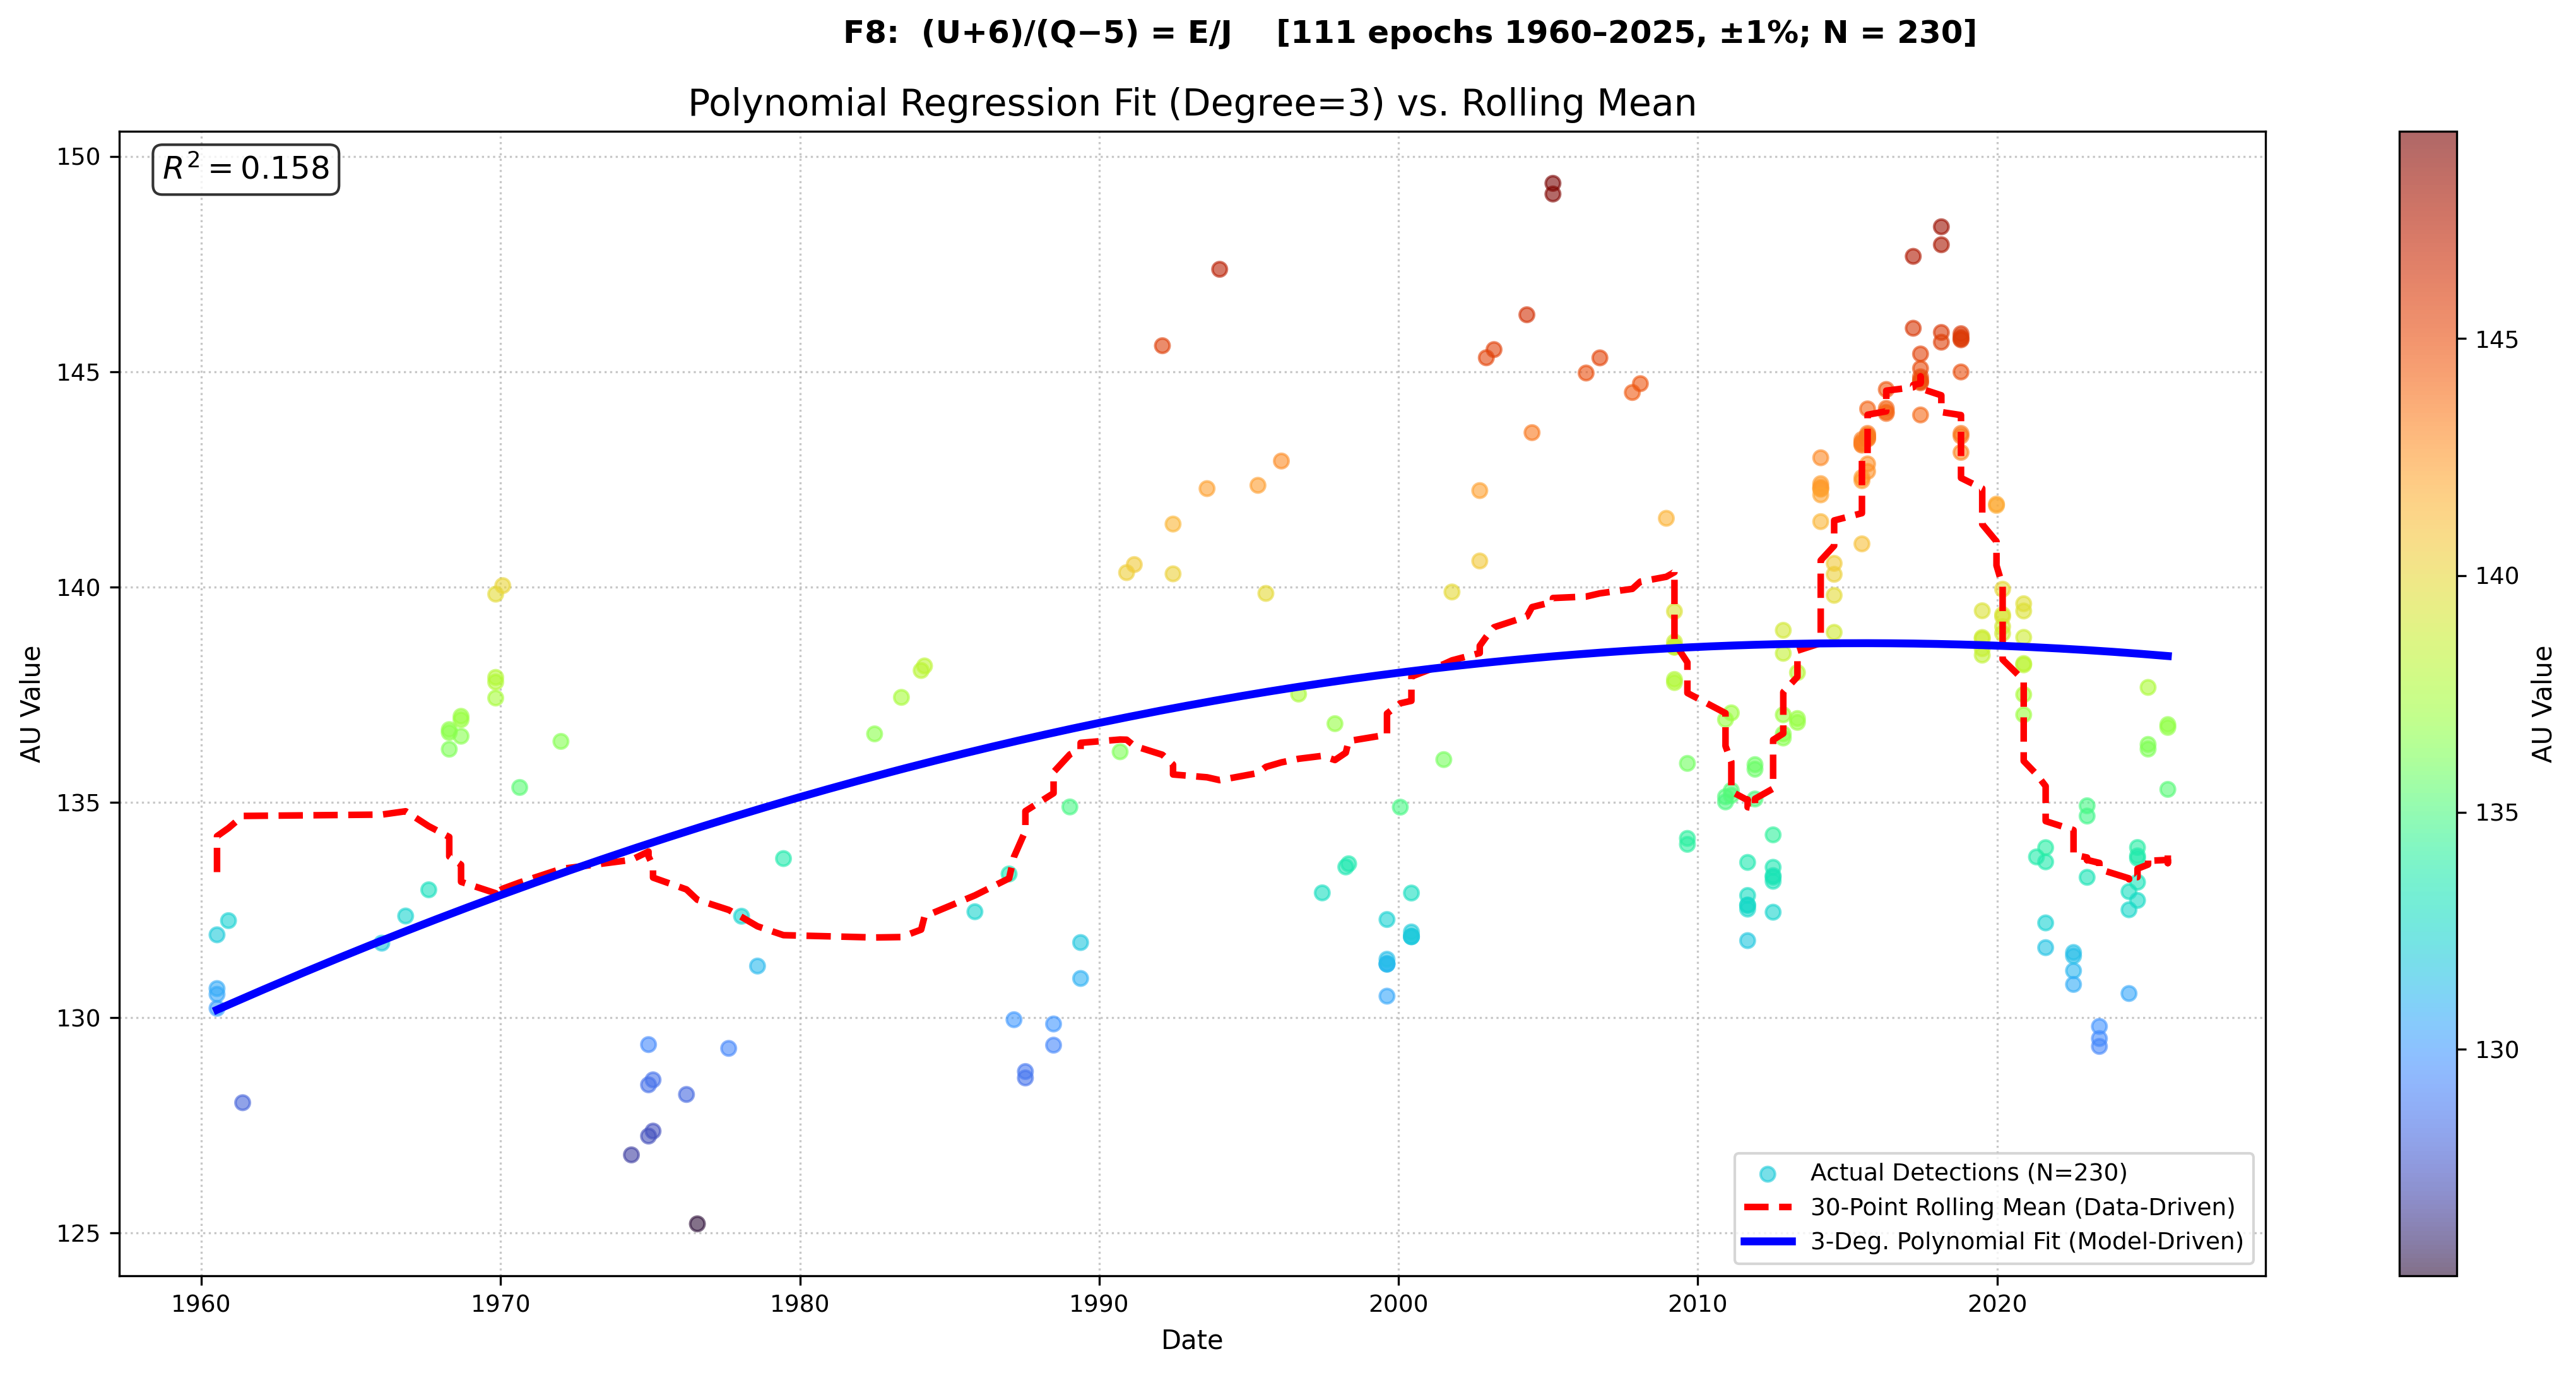 F8:  (U+6)/(Q−5) = E/J    [111 epochs 1960–2025, ±1%; N = 230]
Polynomial Regression Fit (Degree=3) vs. Rolling Mean
R² = 0.158
150
145
140
135
130
125
AU Value
1960 1970 1980 1990 2000 2010 2020
Date
Actual Detections (N=230)
30-Point Rolling Mean (Data-Driven)
3-Deg. Polynomial Fit (Model-Driven)
145
140
135
130
AU Value